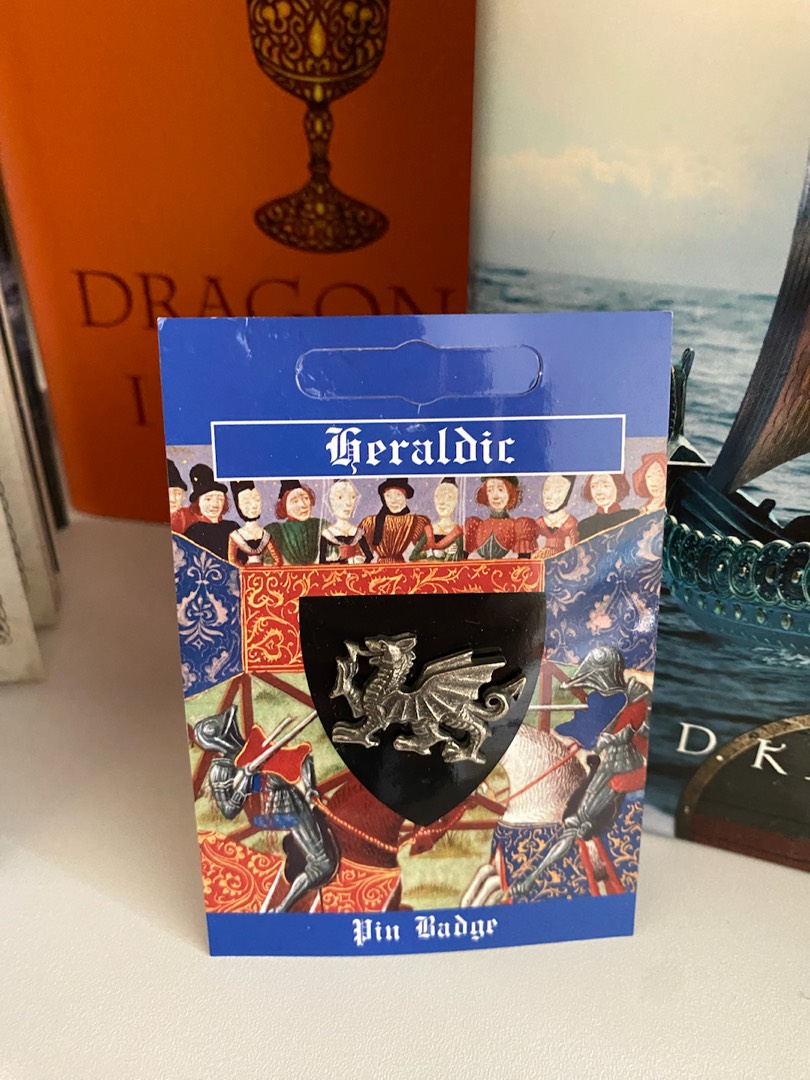 DRAGON
I
Heraldic
D. K
Pin Badge